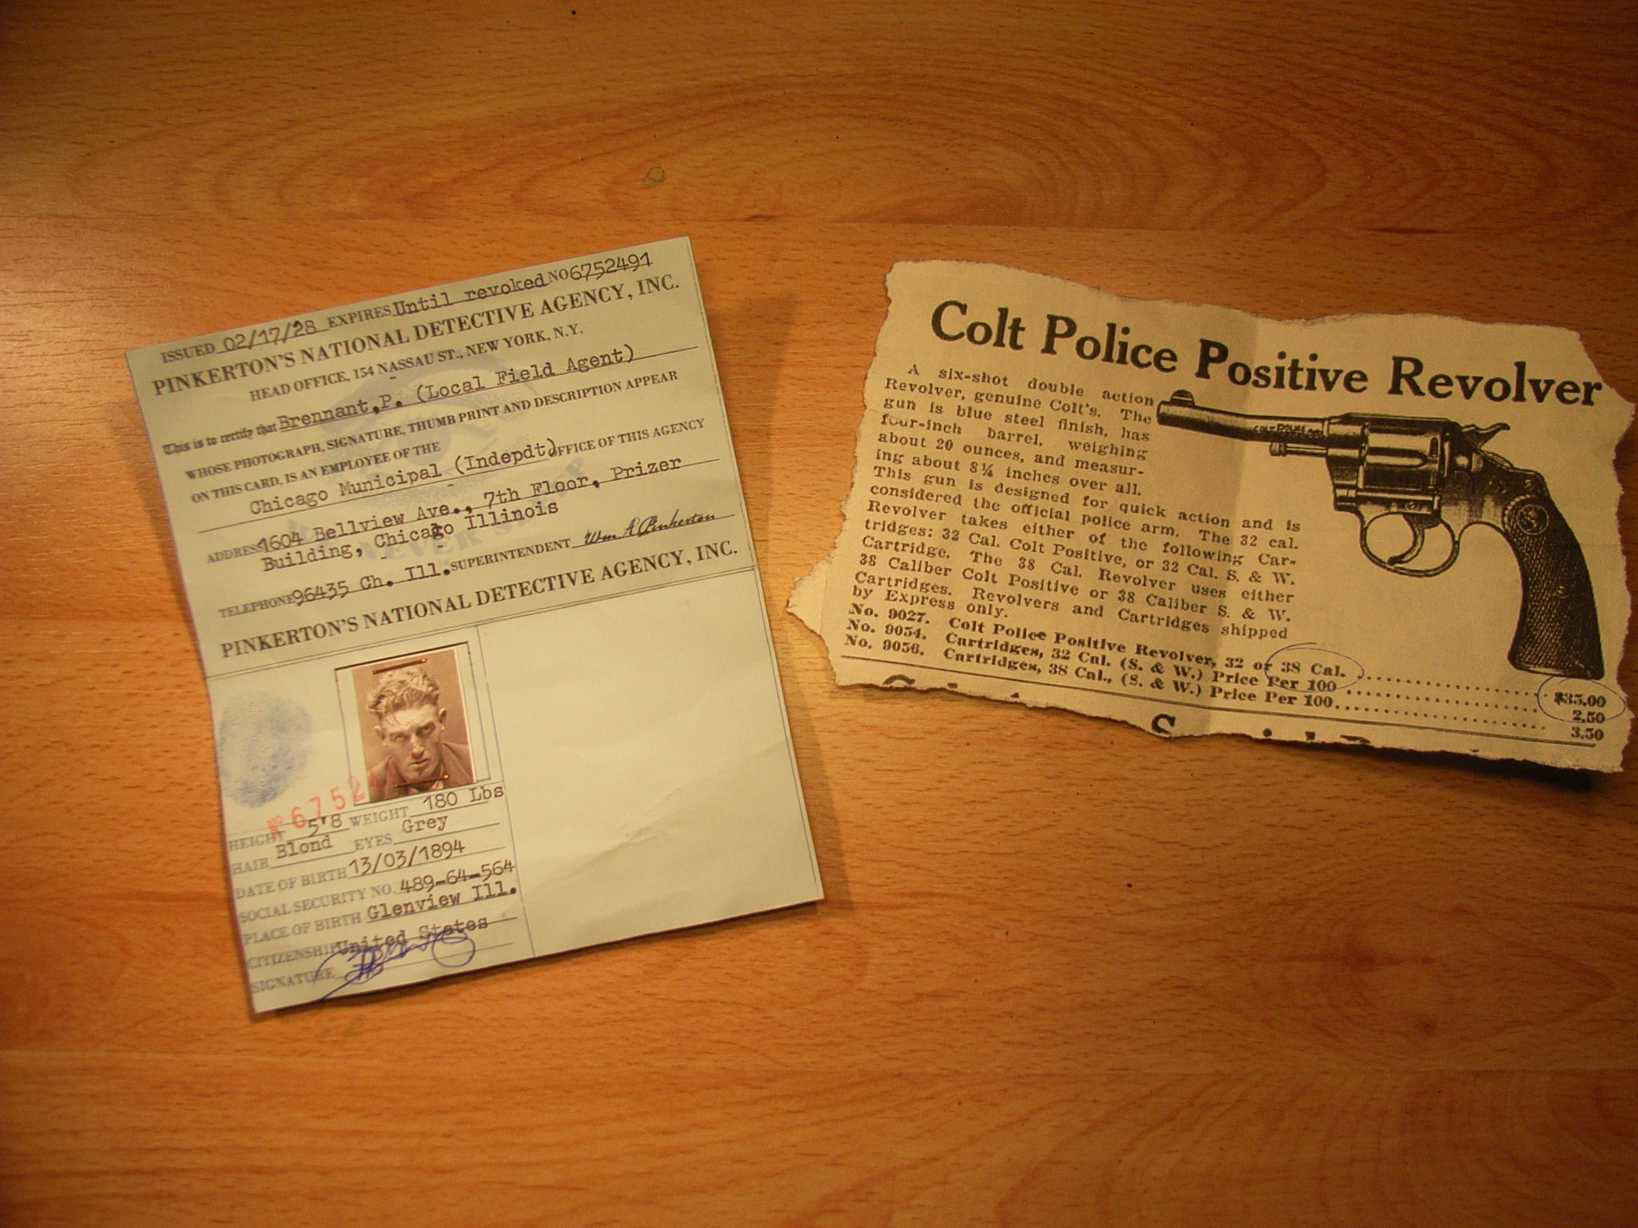 ISSUED 02/17/28 EXPIRES Until revoked NO 6752491
PINKERTON'S NATIONAL DETECTIVE AGENCY, INC.
HEAD OFFICE, 154 NASSAU ST., NEW YORK, N.Y.
This is to certify that Brennant,P. (Local Field Agent)
WHOSE PHOTOGRAPH, SIGNATURE, THUMB PRINT AND DESCRIPTION APPEAR
ON THIS CARD, IS AN EMPLOYEE OF THE
Chicago Municipal (Indepdt) OFFICE OF THIS AGENCY
ADDRESS 1604 Bellview Ave., 7th Floor, Prizer
Building, Chicago Illinois
TELEPHONE 96435 Ch. Ill. SUPERINTENDENT Wm A Pinkerton
PINKERTON'S NATIONAL DETECTIVE AGENCY, INC.
Nº 6752
HEIGHT 5'8 WEIGHT 180 Lbs
HAIR Blond EYES Grey
DATE OF BIRTH 13/03/1894
SOCIAL SECURITY NO. 489-64-564
PLACE OF BIRTH Glenview Ill.
CITIZENSHIP United States
SIGNATURE
Colt Police Positive Revolver
A six-shot double action
Revolver, genuine Colt's. The
gun is blue steel finish, has
four-inch barrel, weighing
about 20 ounces, and measur-
ing about 8¼ inches over all.
This gun is designed for quick action and is
considered the official police arm. The 32 cal.
Revolver takes either of the following Car-
tridges: 32 Cal. Colt Positive, or 32 Cal. S. & W.
Cartridge. The 38 Cal. Revolver uses either
38 Caliber Colt Positive or 38 Caliber S. & W.
Cartridges. Revolvers and Cartridges shipped
by Express only.
No. 9027. Colt Police Positive Revolver, 32 or 38 Cal. $35.00
No. 9054. Cartridges, 32 Cal. (S. & W.) Price Per 100 2.50
No. 9056. Cartridges, 38 Cal., (S. & W.) Price Per 100 3.50